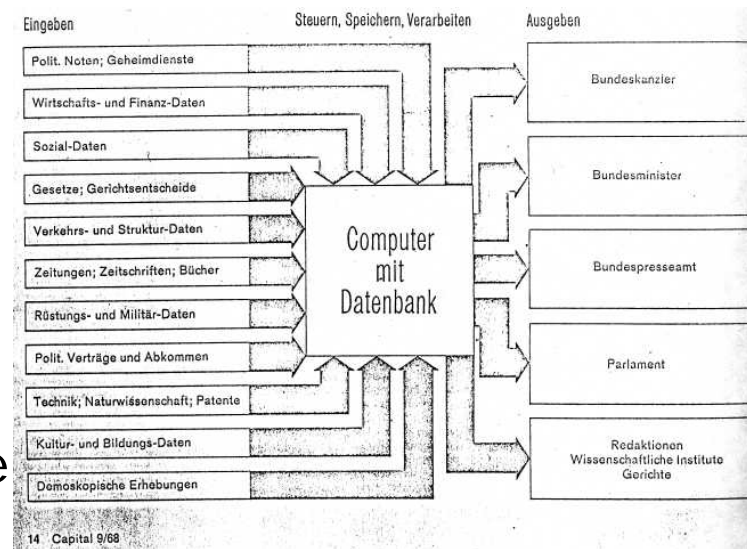 Eingeben
Steuern, Speichern, Verarbeiten
Ausgeben
Polit. Noten; Geheimdienste
Wirtschafts- und Finanz-Daten
Sozial-Daten
Gesetze; Gerichtsentscheide
Verkehrs- und Struktur-Daten
Zeitungen; Zeitschriften; Bücher
Rüstungs- und Militär-Daten
Polit. Verträge und Abkommen
Technik; Naturwissenschaft; Patente
Kultur- und Bildungs-Daten
Demoskopische Erhebungen
Computer
mit
Datenbank
Bundeskanzler
Bundesminister
Bundespresseamt
Parlament
Redaktionen
Wissenschaftliche Institute
Gerichte
e
14 Capital 9/68